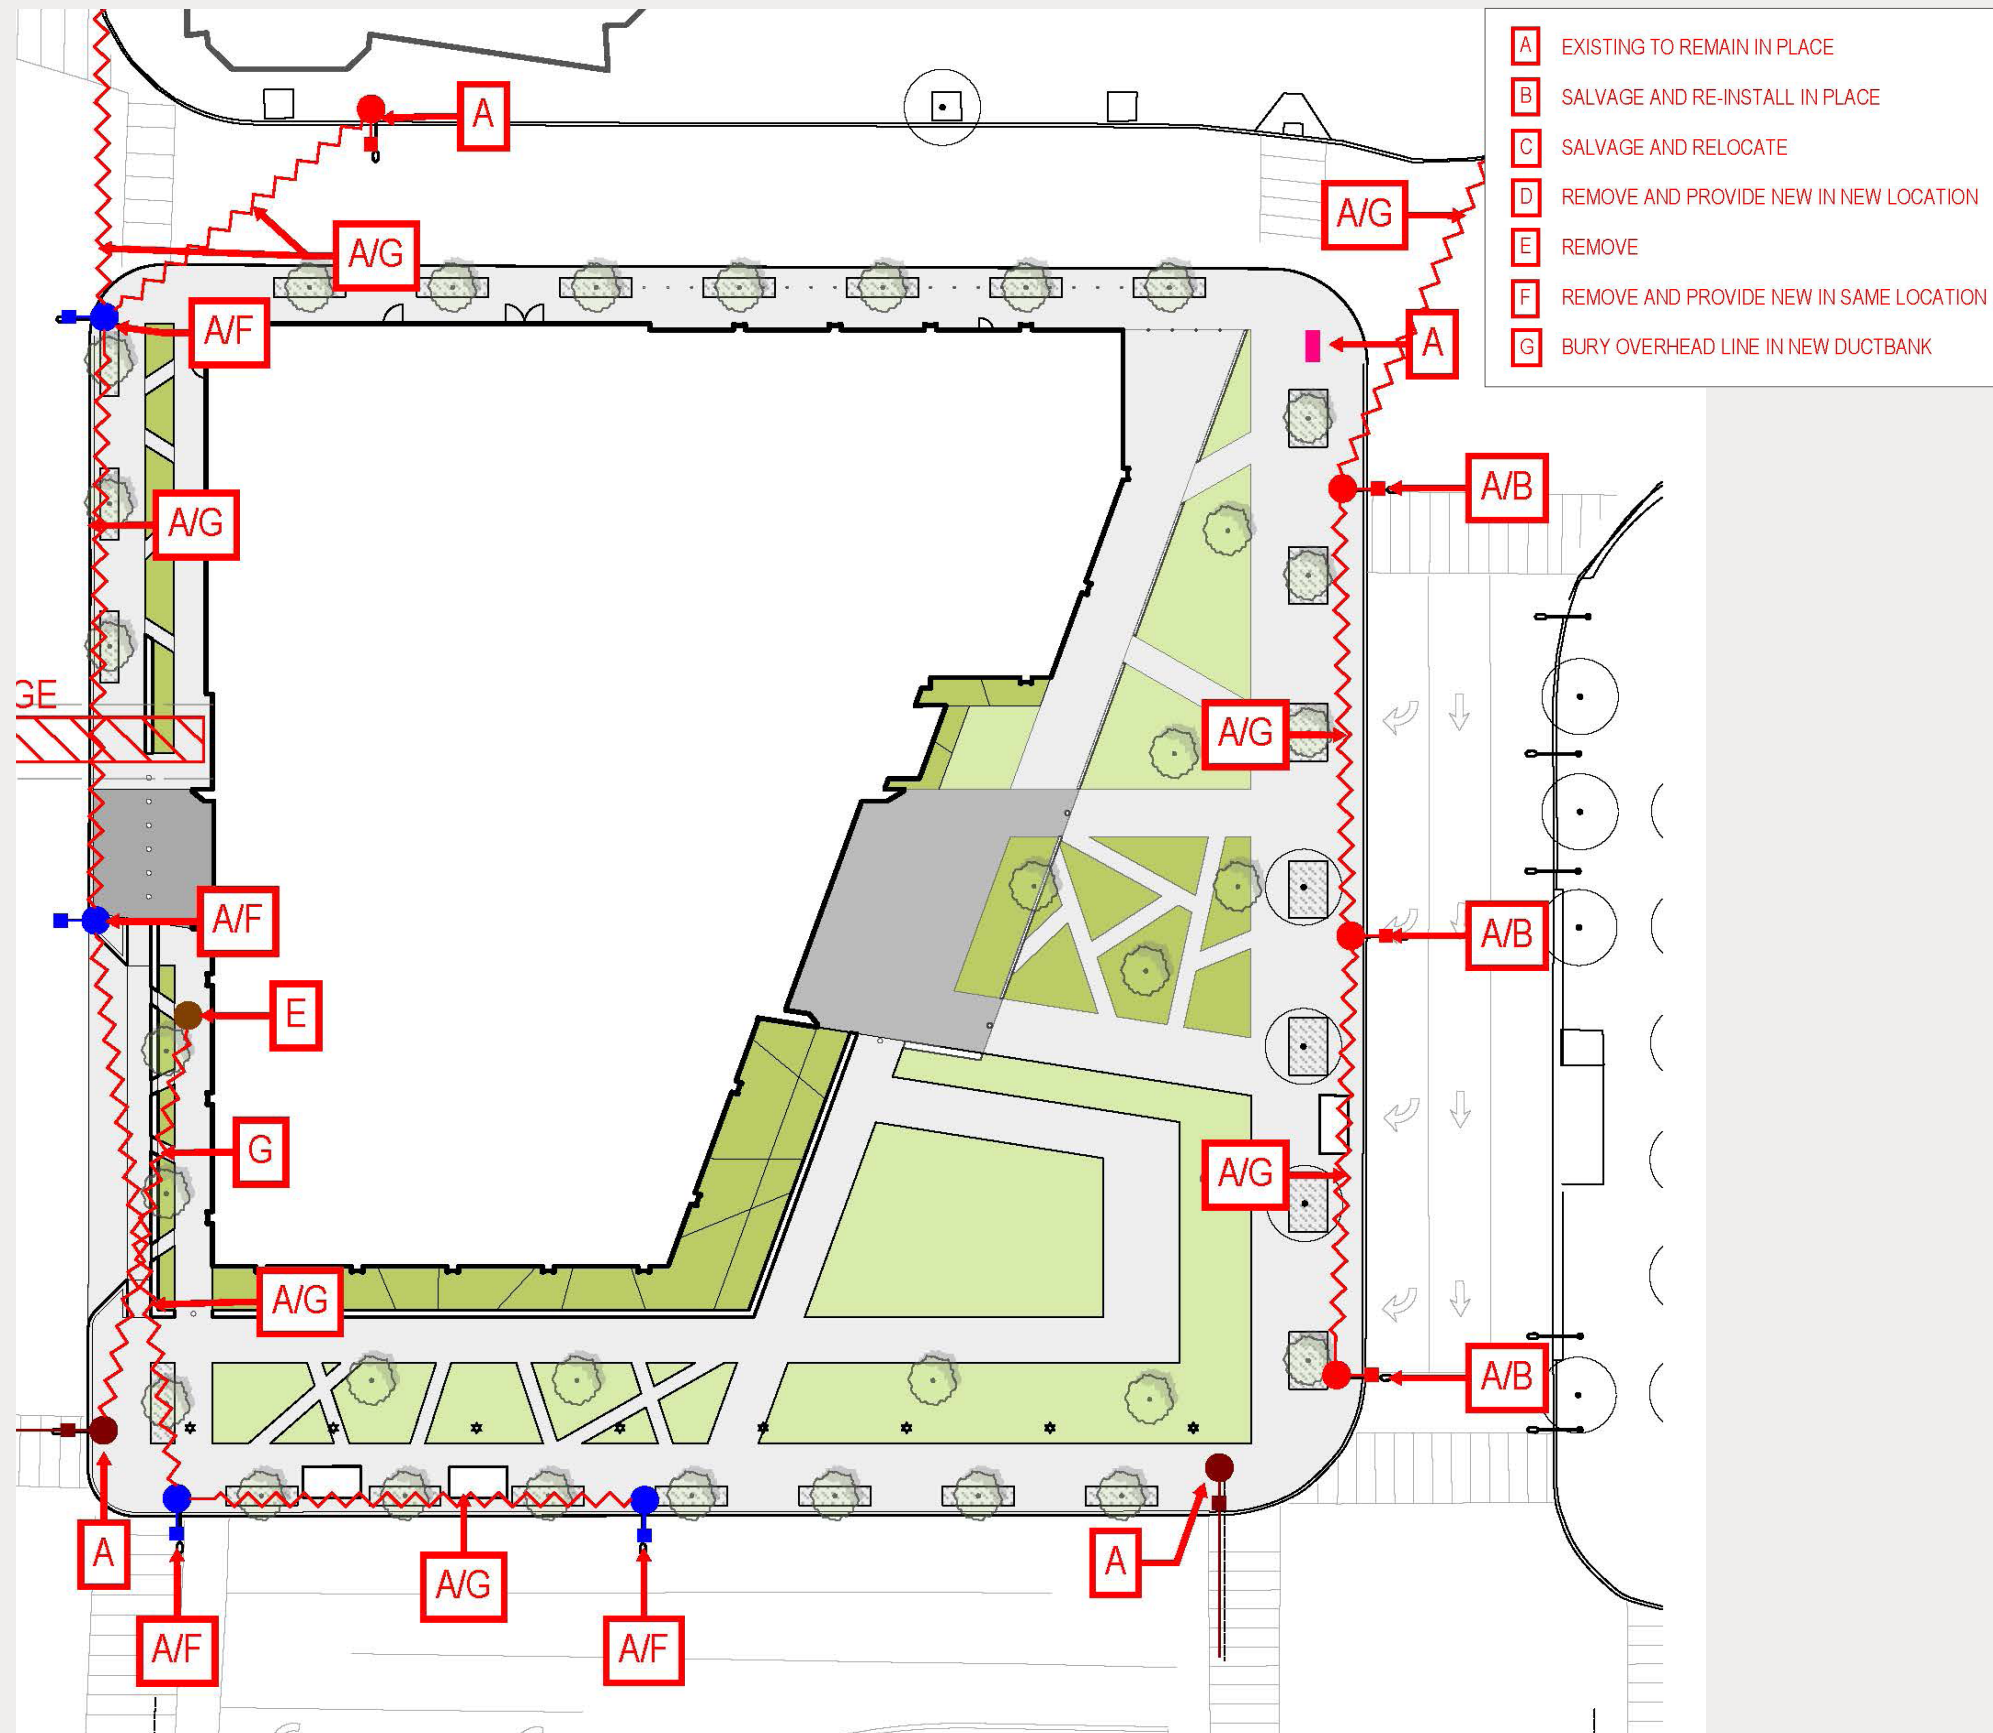 A EXISTING TO REMAIN IN PLACE
B SALVAGE AND RE-INSTALL IN PLACE
C SALVAGE AND RELOCATE
D REMOVE AND PROVIDE NEW IN NEW LOCATION
E REMOVE
F REMOVE AND PROVIDE NEW IN SAME LOCATION
G BURY OVERHEAD LINE IN NEW DUCTBANK
A
A/G
A/G
A/F
A
A/B
A/G
GE
A/G
A/F
A/B
E
G
A/G
A/G
A/B
A
A/G
A
A/F
A/F